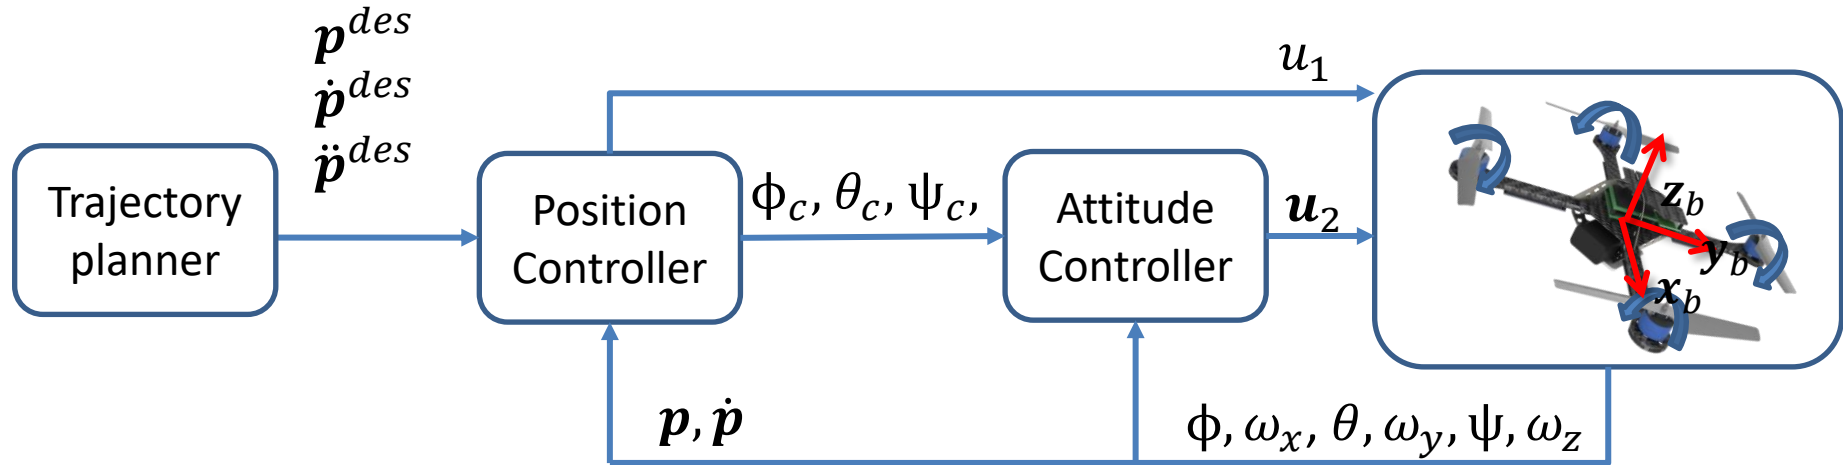 𝒑^des
𝒑̇^des
𝒑̈^des
u₁
Trajectory
planner
Position
Controller
ϕ_c, θ_c, ψ_c,
Attitude
Controller
𝒖₂
𝒛_b
𝒚_b
𝒙_b
𝒑, 𝒑̇
ϕ, ω_x, θ, ω_y, ψ, ω_z